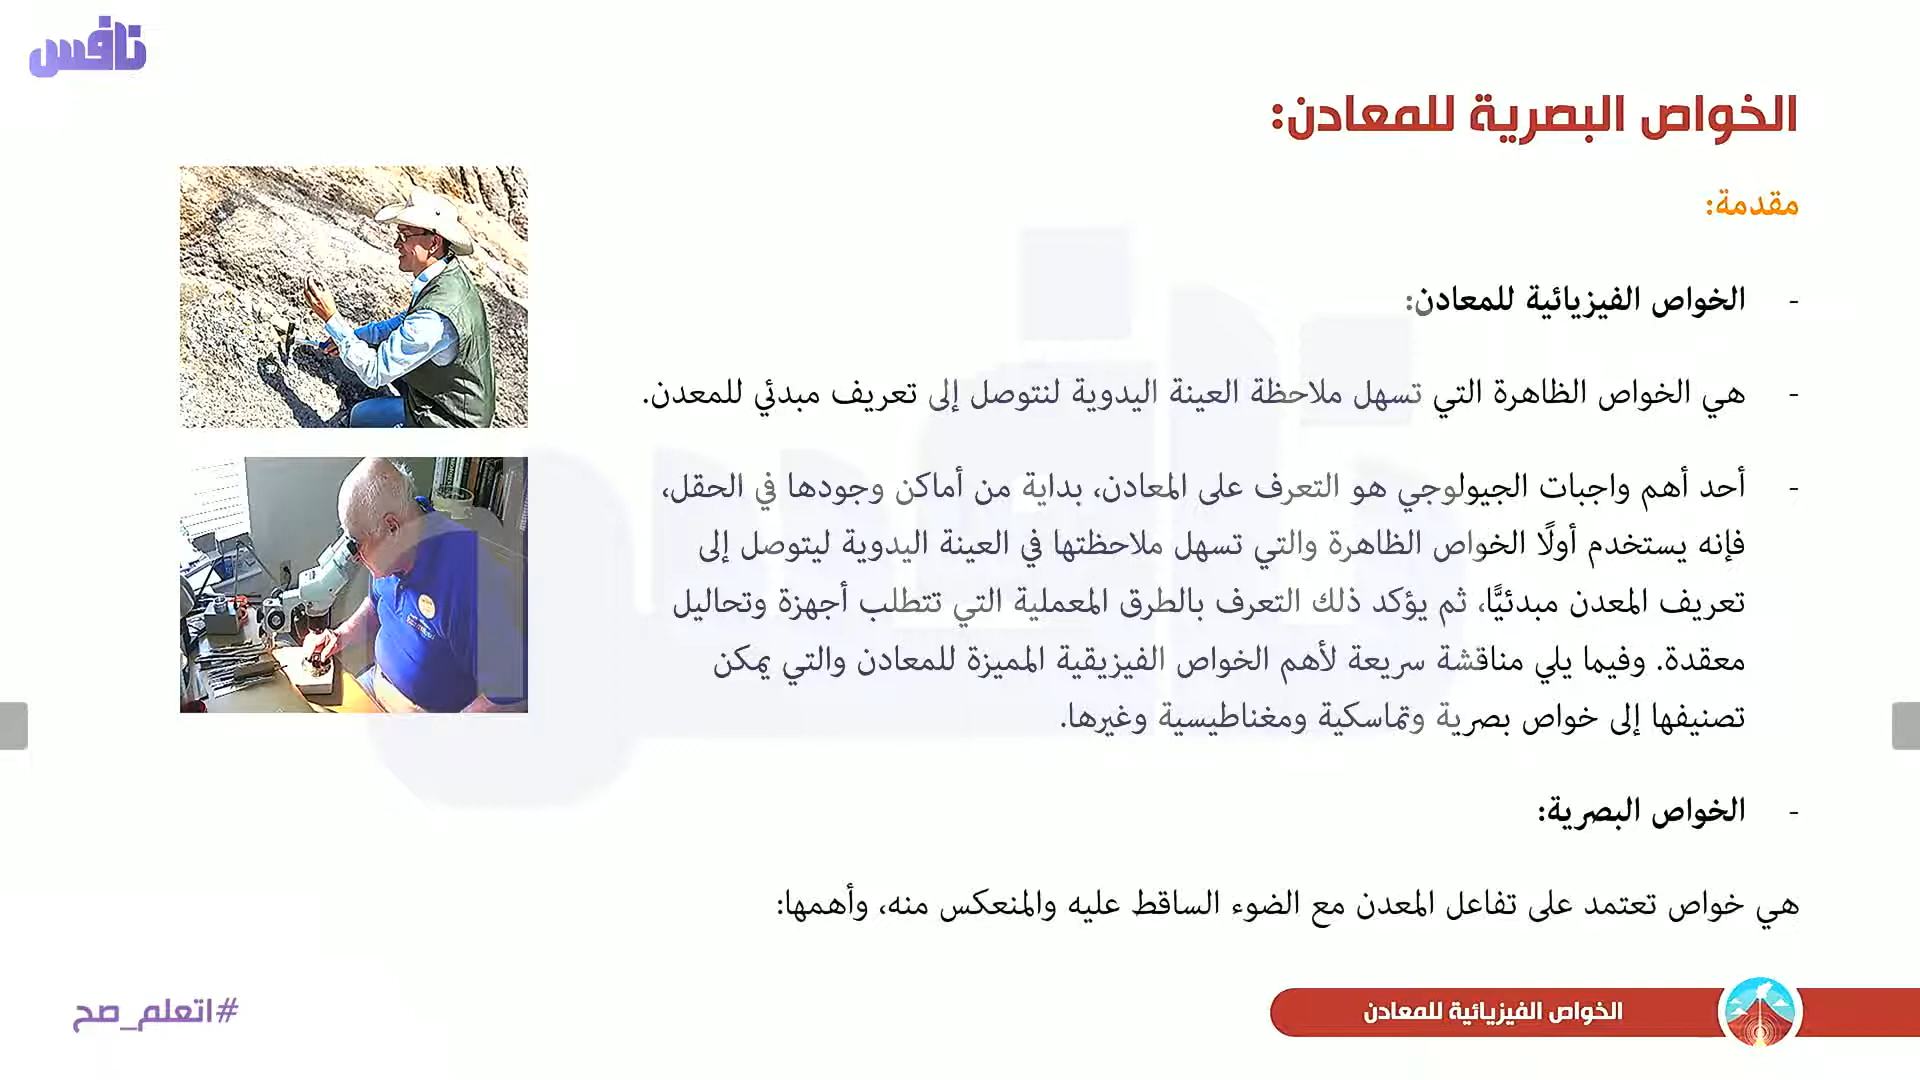 نافس
الخواص البصرية للمعادن:
مقدمة:
- الخواص الفيزيائية للمعادن:
- هي الخواص الظاهرة التي تسهل ملاحظة العينة اليدوية لنتوصل إلى تعريف مبدئي للمعدن.
- أحد أهم واجبات الجيولوجي هو التعرف على المعادن، بداية من أماكن وجودها في الحقل،
فإنه يستخدم أولًا الخواص الظاهرة والتي تسهل ملاحظتها في العينة اليدوية ليتوصل إلى
تعريف المعدن مبدئيًّا، ثم يؤكد ذلك التعرف بالطرق المعملية التي تتطلب أجهزة وتحاليل
معقدة. وفيما يلي مناقشة سريعة لأهم الخواص الفيزيقية المميزة للمعادن والتي يمكن
تصنيفها إلى خواص بصرية وتماسكية ومغناطيسية وغيرها.
- الخواص البصرية:
هي خواص تعتمد على تفاعل المعدن مع الضوء الساقط عليه والمنعكس منه، وأهمها:
الخواص الفيزيائية للمعادن
#اتعلم_صح